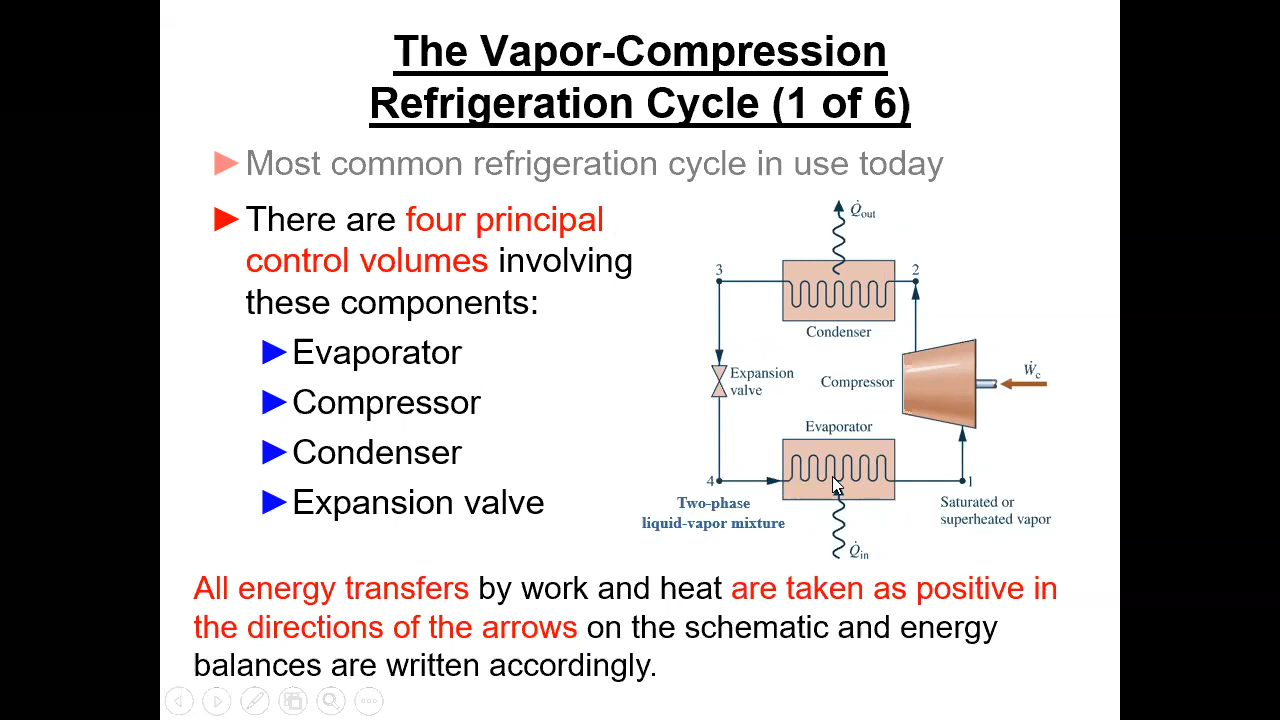 The Vapor-Compression
Refrigeration Cycle (1 of 6)
►Most common refrigeration cycle in use today
►There are four principal
control volumes involving
these components:
►Evaporator
►Compressor
►Condenser
►Expansion valve
Q̇out
3
2
Condenser
Expansion
valve
Compressor
Ẇc
Evaporator
4
1
Two-phase
liquid-vapor mixture
Saturated or
superheated vapor
Q̇in
All energy transfers by work and heat are taken as positive in
the directions of the arrows on the schematic and energy
balances are written accordingly.